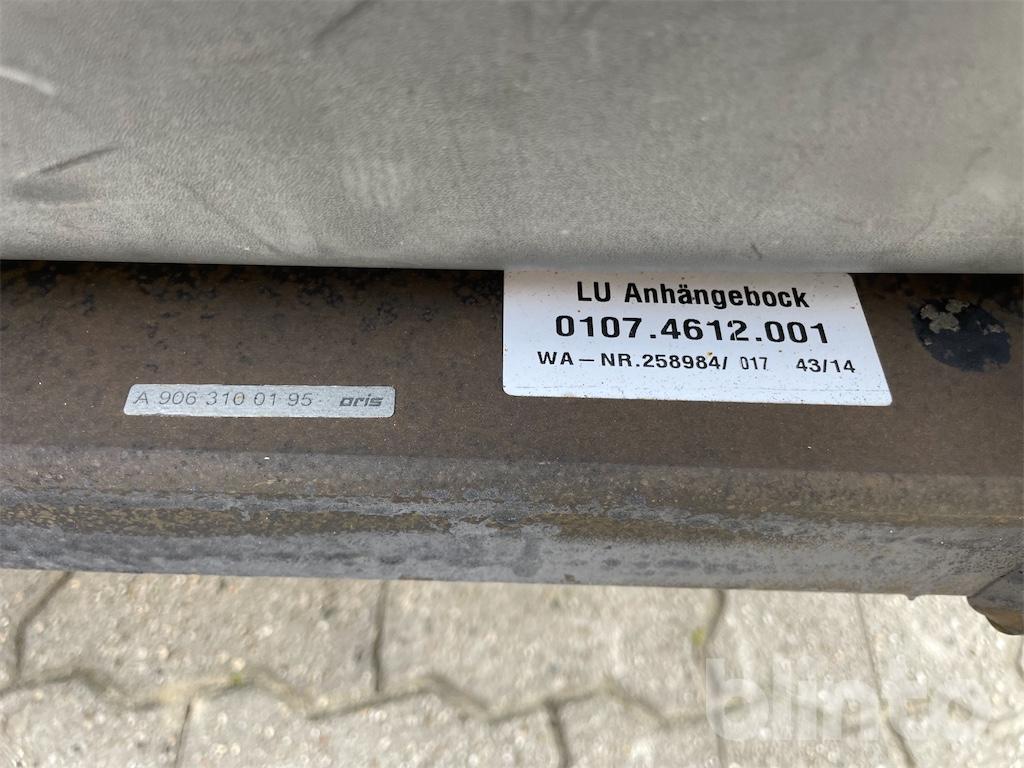 LU Anhängebock
0107.4612.001
WA-NR.258984/ 017 43/14
A 906 310 01 95 oris
blinto